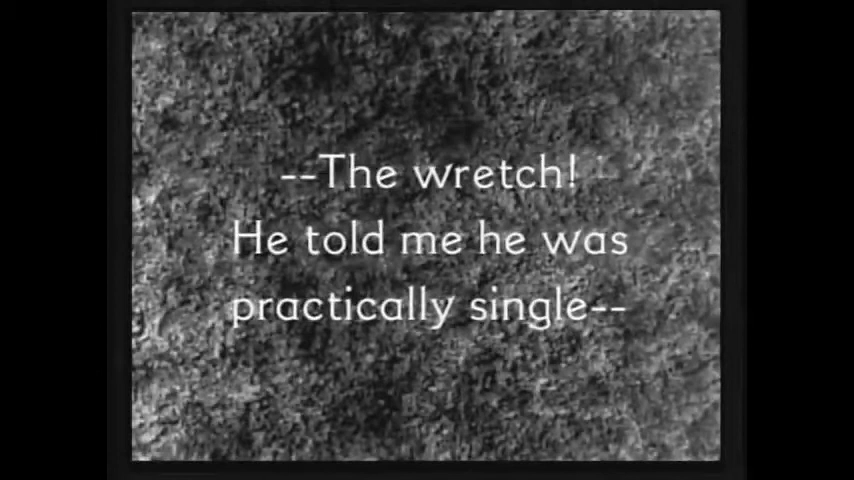 --The wretch!
He told me he was
practically single--